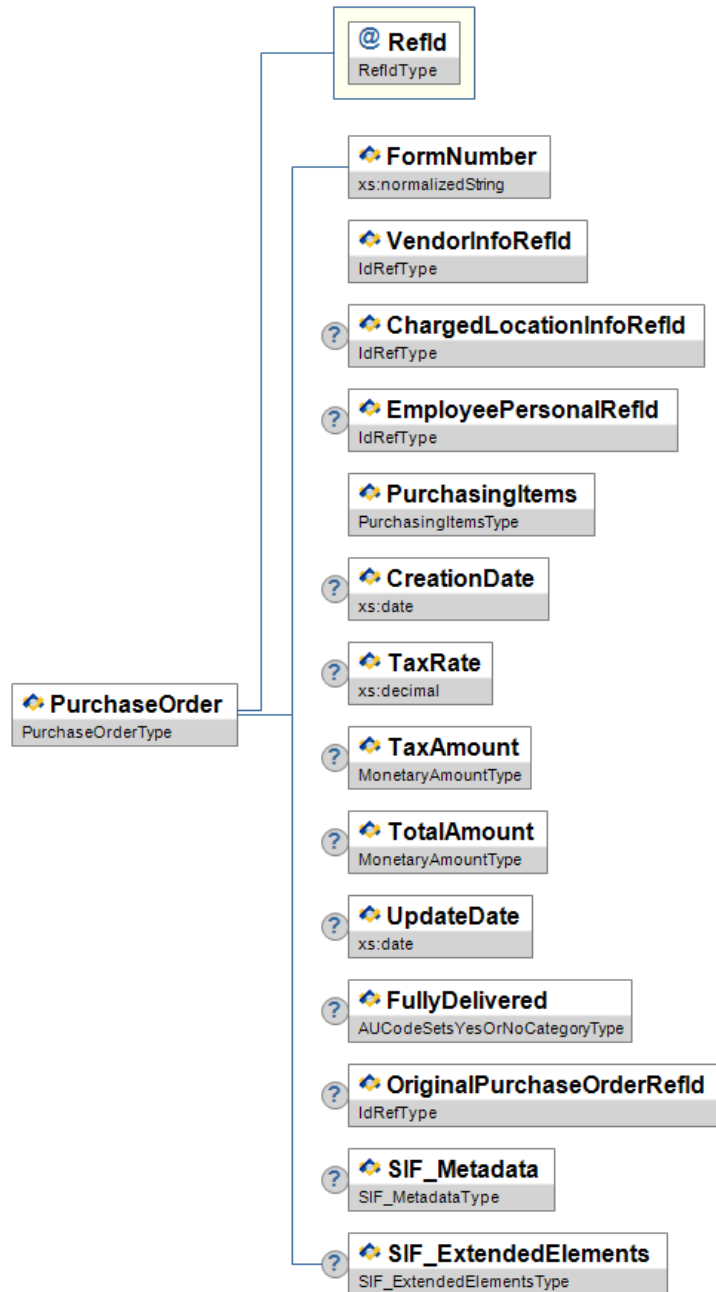 @ RefId
RefIdType
FormNumber
xs:normalizedString
VendorInfoRefId
IdRefType
? ChargedLocationInfoRefId
IdRefType
? EmployeePersonalRefId
IdRefType
PurchasingItems
PurchasingItemsType
? CreationDate
xs:date
? TaxRate
xs:decimal
PurchaseOrder
PurchaseOrderType
? TaxAmount
MonetaryAmountType
? TotalAmount
MonetaryAmountType
? UpdateDate
xs:date
? FullyDelivered
AUCodeSetsYesOrNoCategoryType
? OriginalPurchaseOrderRefId
IdRefType
? SIF_Metadata
SIF_MetadataType
? SIF_ExtendedElements
SIF_ExtendedElementsType